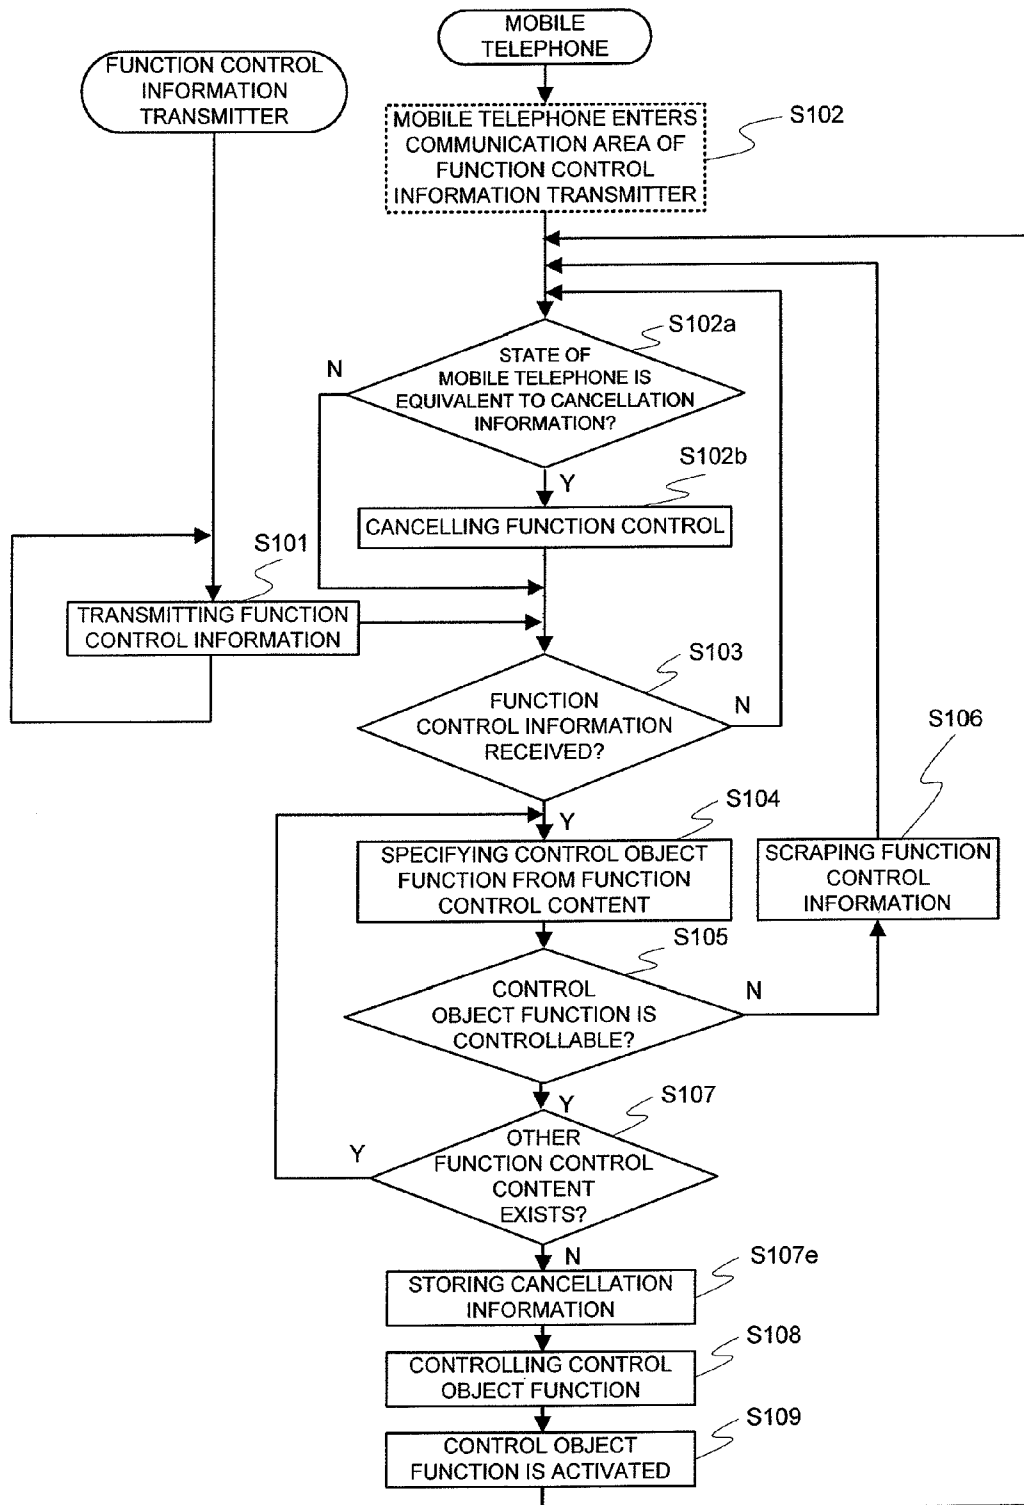 MOBILE
TELEPHONE
FUNCTION CONTROL
INFORMATION
TRANSMITTER
MOBILE TELEPHONE ENTERS
COMMUNICATION AREA OF
FUNCTION CONTROL
INFORMATION TRANSMITTER
S102
S102a
STATE OF
MOBILE TELEPHONE IS
EQUIVALENT TO CANCELLATION
INFORMATION?
N
Y
S102b
CANCELLING FUNCTION CONTROL
S101
TRANSMITTING FUNCTION
CONTROL INFORMATION
S103
FUNCTION
CONTROL INFORMATION
RECEIVED?
N
Y
S104
SPECIFYING CONTROL OBJECT
FUNCTION FROM FUNCTION
CONTROL CONTENT
S106
SCRAPING FUNCTION
CONTROL
INFORMATION
S105
CONTROL
OBJECT FUNCTION IS
CONTROLLABLE?
N
Y
S107
OTHER
FUNCTION CONTROL
CONTENT
EXISTS?
Y
N
S107e
STORING CANCELLATION
INFORMATION
S108
CONTROLLING CONTROL
OBJECT FUNCTION
S109
CONTROL OBJECT
FUNCTION IS ACTIVATED